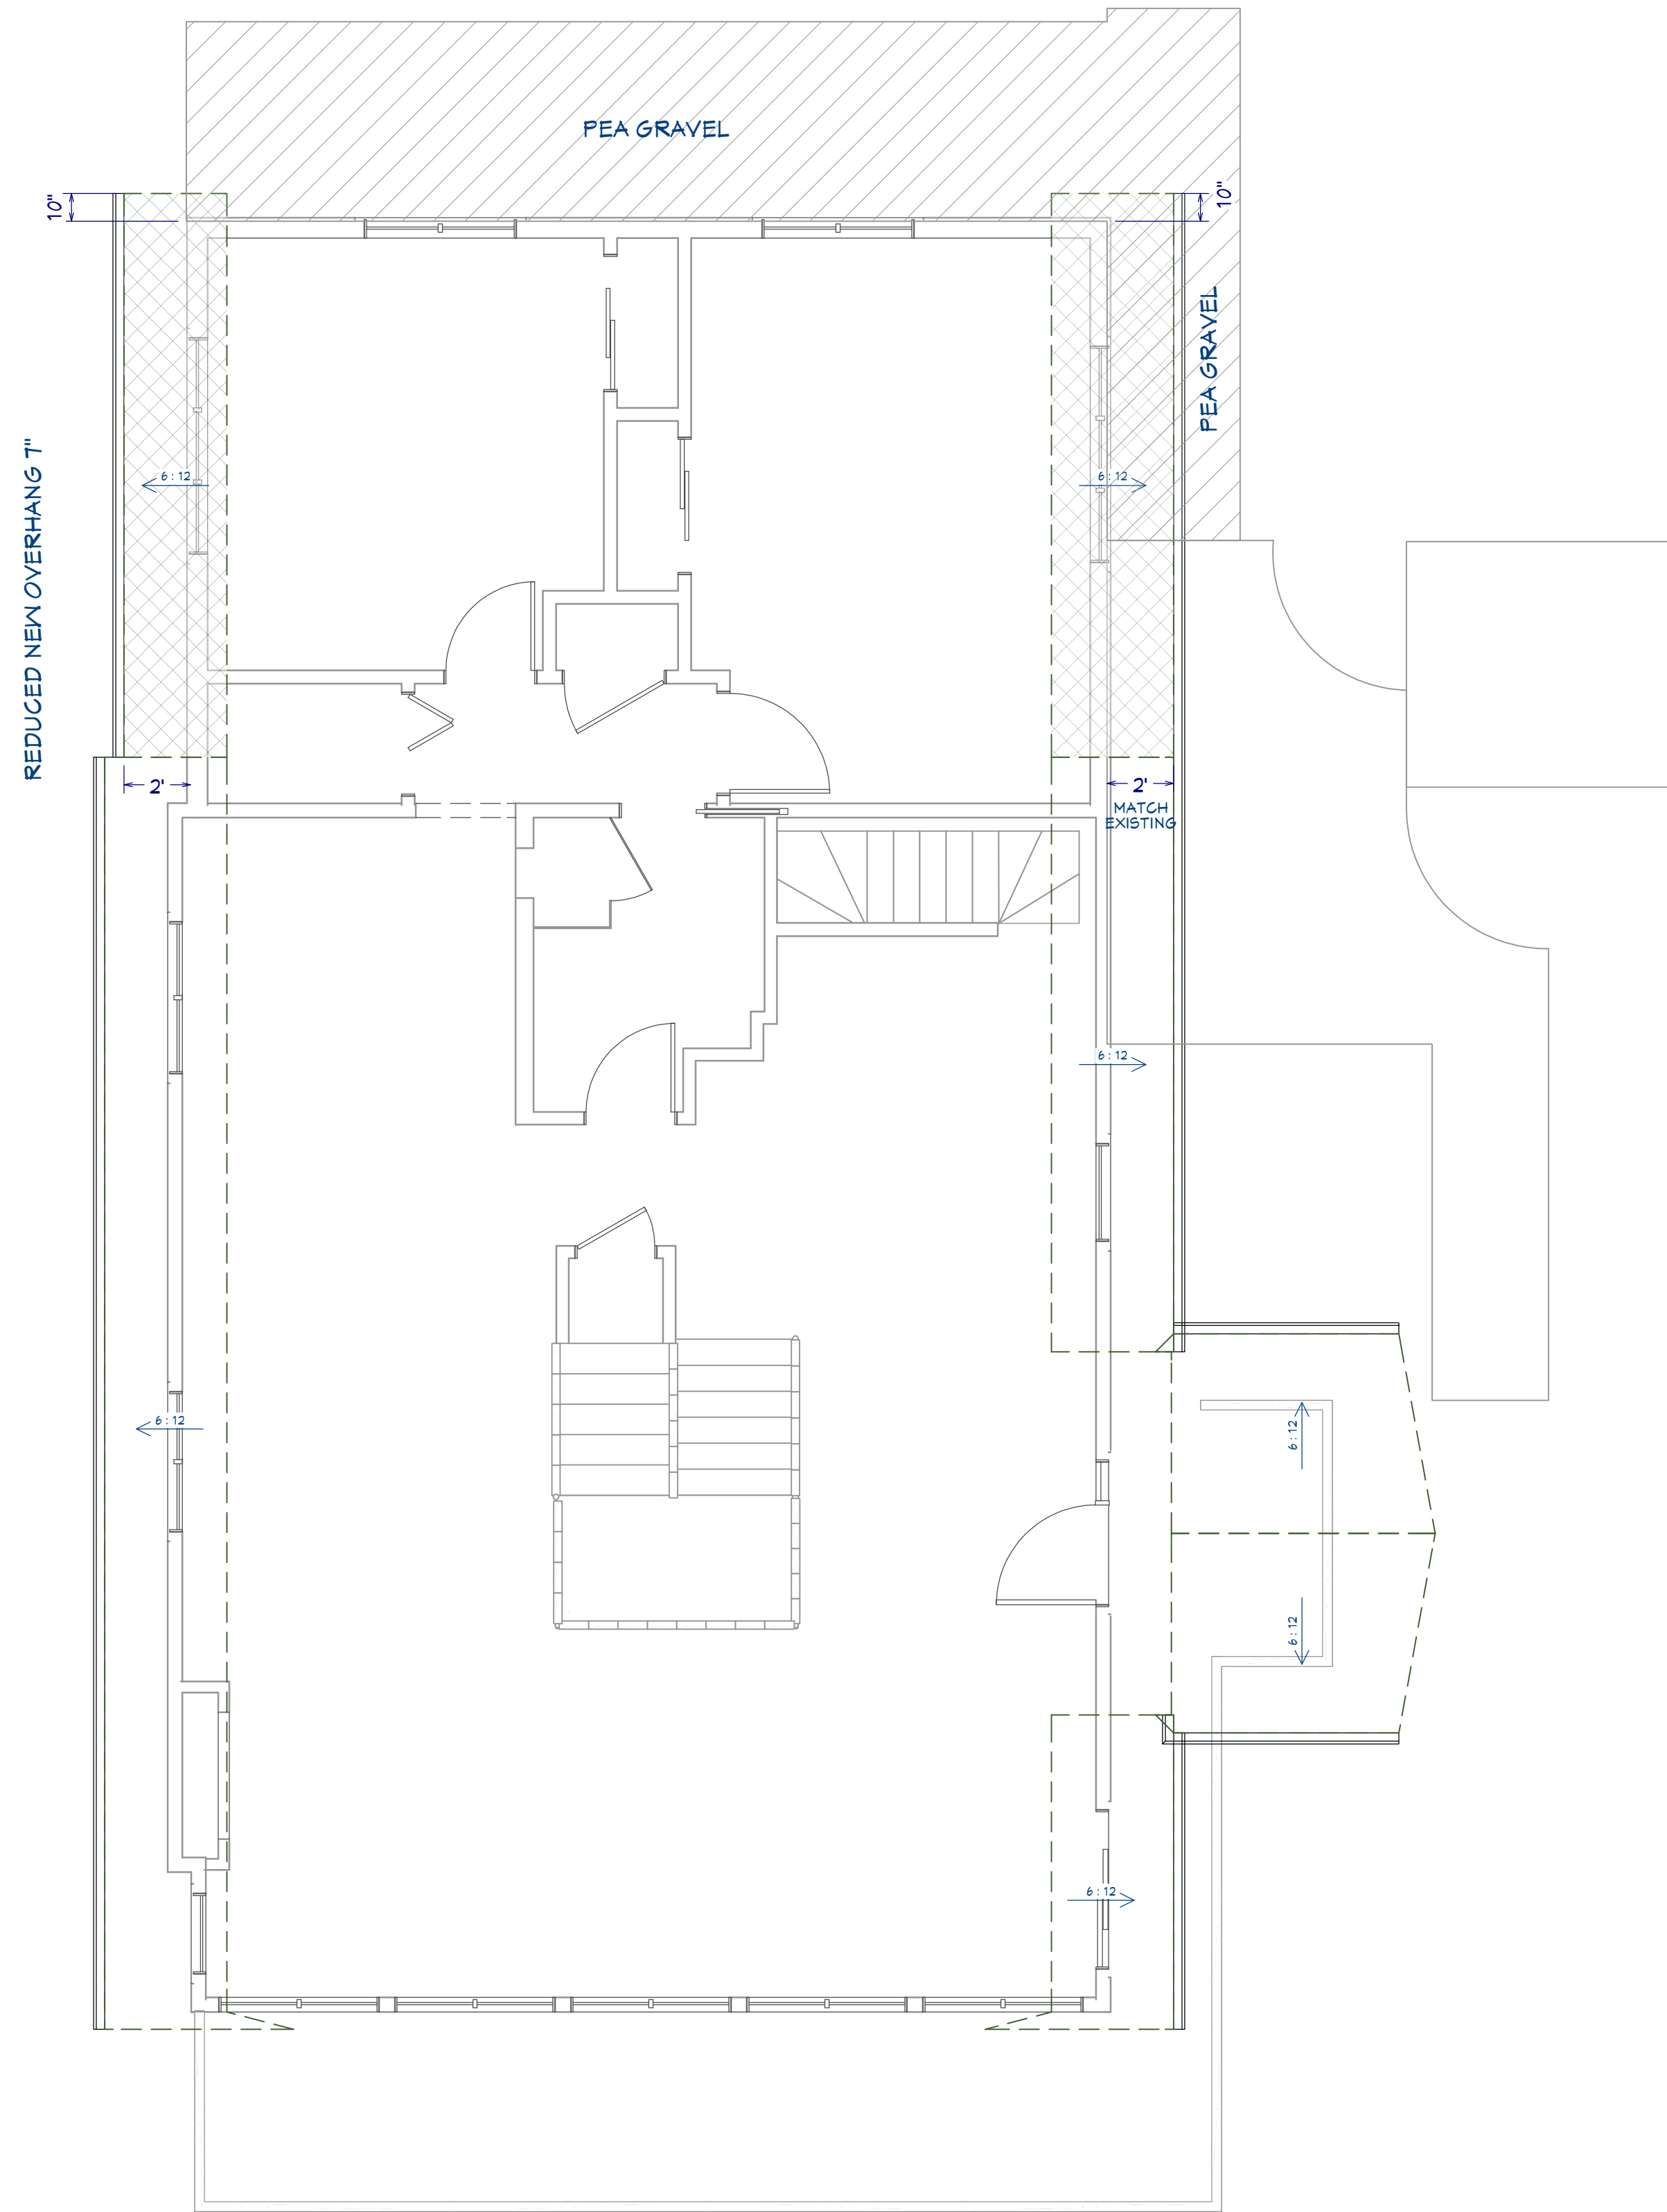 PEA GRAVEL
10"
10"
PEA GRAVEL
REDUCED NEW OVERHANG 7"
6 : 12
6 : 12
2'
2'
MATCH
EXISTING
6 : 12
6 : 12
6 : 12
6 : 12
6 : 12